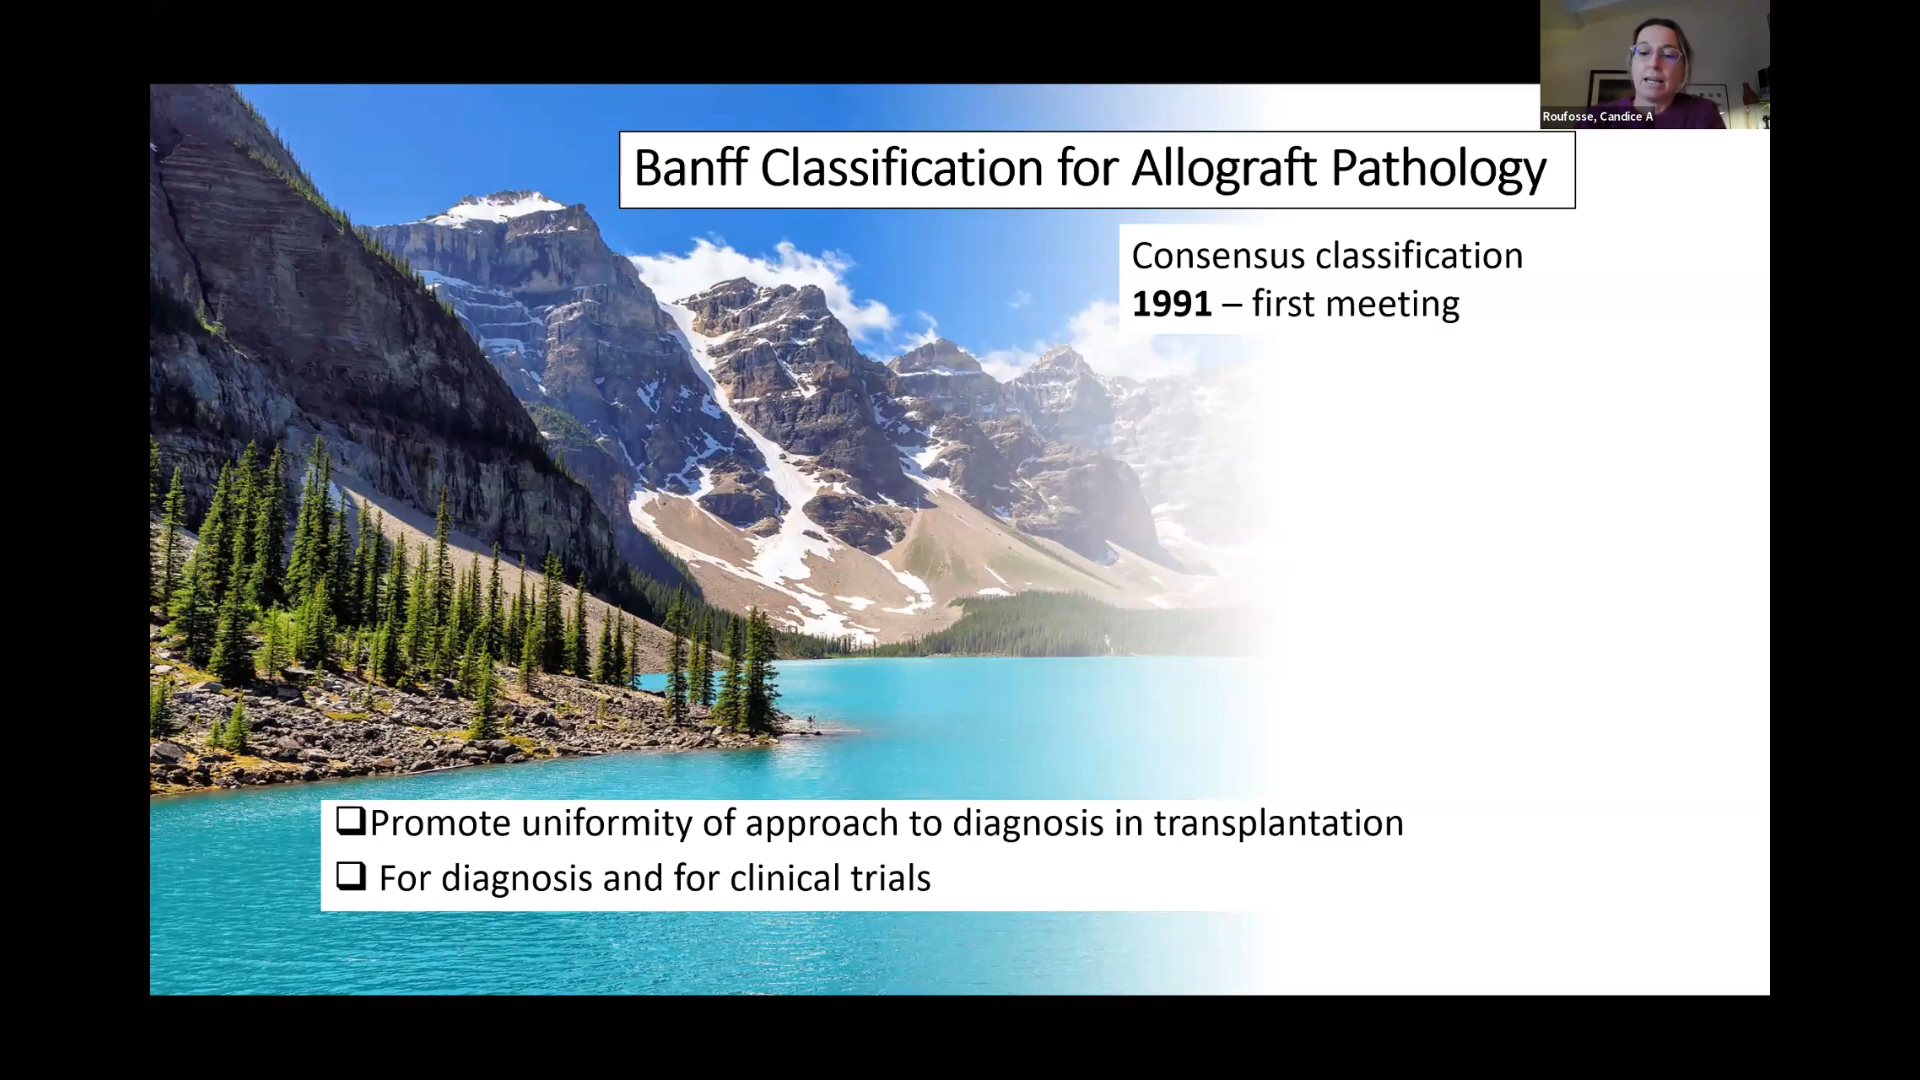 Roufosse, Candice A
Banff Classification for Allograft Pathology
Consensus classification
1991 – first meeting
❑Promote uniformity of approach to diagnosis in transplantation
❑ For diagnosis and for clinical trials